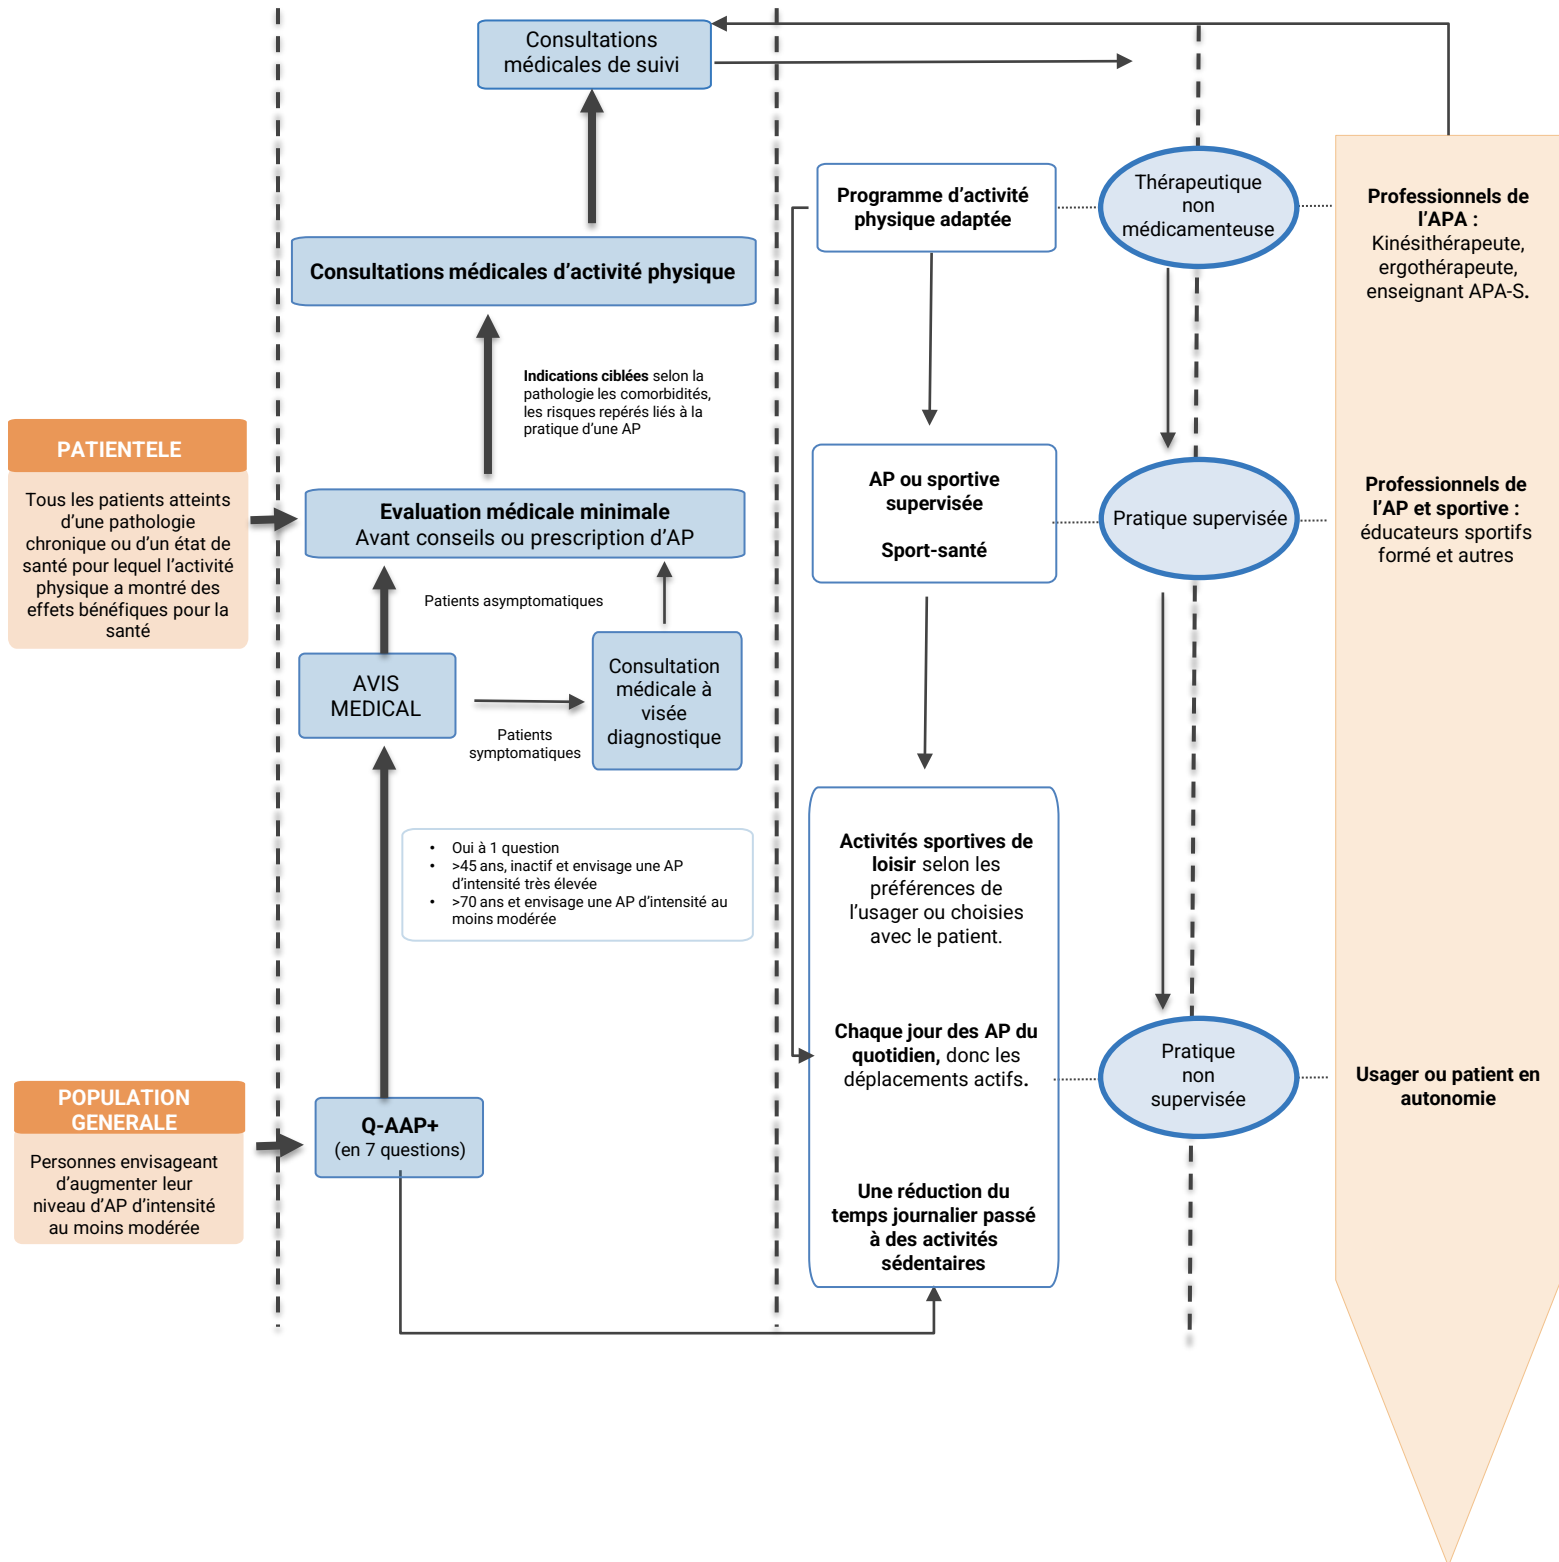 Consultations
médicales de suivi
Consultations médicales d'activité physique
Indications ciblées selon la
pathologie les comorbidités,
les risques repérés liés à la
pratique d'une AP
PATIENTELE
Tous les patients atteints
d'une pathologie
chronique ou d'un état de
santé pour lequel l'activité
physique a montré des
effets bénéfiques pour la
santé
Evaluation médicale minimale
Avant conseils ou prescription d'AP
Patients asymptomatiques
AVIS
MEDICAL
Patients
symptomatiques
Consultation
médicale à
visée
diagnostique
• Oui à 1 question
• >45 ans, inactif et envisage une AP
d'intensité très élevée
• >70 ans et envisage une AP d'intensité au
moins modérée
POPULATION
GENERALE
Personnes envisageant
d'augmenter leur
niveau d'AP d'intensité
au moins modérée
Q-AAP+
(en 7 questions)
Programme d'activité
physique adaptée
AP ou sportive
supervisée
Sport-santé
Activités sportives de
loisir selon les
préférences de
l'usager ou choisies
avec le patient.
Chaque jour des AP du
quotidien, donc les
déplacements actifs.
Une réduction du
temps journalier passé
à des activités
sédentaires
Thérapeutique
non
médicamenteuse
Pratique supervisée
Pratique
non
supervisée
Professionnels de
l'APA :
Kinésithérapeute,
ergothérapeute,
enseignant APA-S.
Professionnels de
l'AP et sportive :
éducateurs sportifs
formé et autres
Usager ou patient en
autonomie